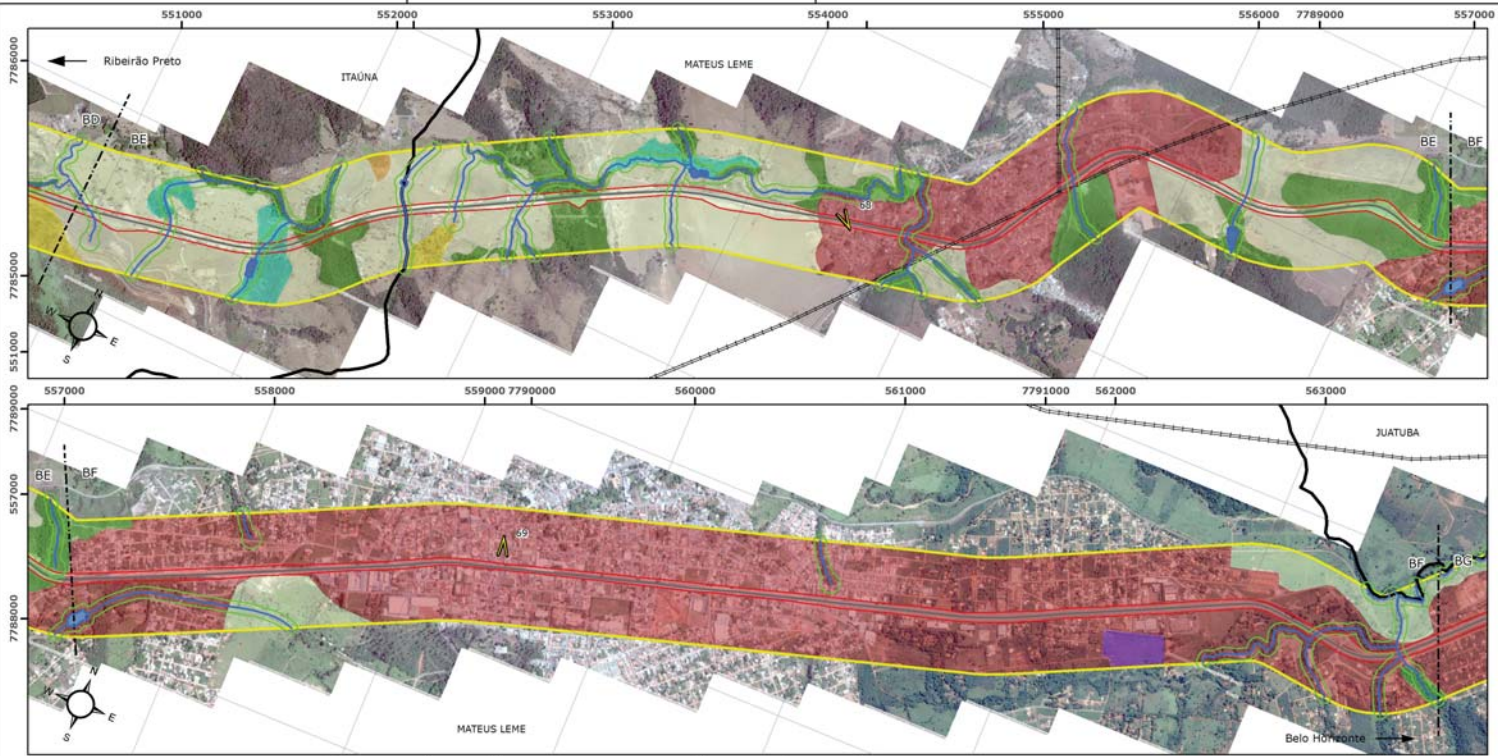 551000 552000 553000 554000 555000 556000 7789000 557000
7786000
Ribeirão Preto
ITAÚNA
MATEUS LEME
BD
BE
BE
BF
68
7785000
N
W
E
S
551000
557000 558000 559000 7790000 560000 561000 7791000 562000 563000
7789000
JUATUBA
BE
BF
557000
69
BF
BG
7788000
N
W
E
S
MATEUS LEME
Belo Horizonte